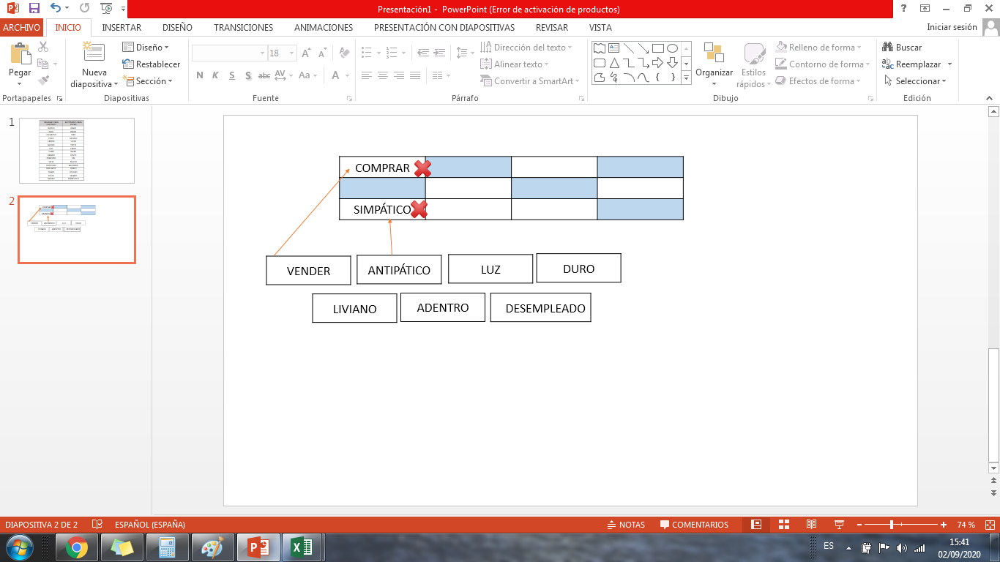 Presentación1 - PowerPoint (Error de activación de productos)
ARCHIVO INICIO INSERTAR DISEÑO TRANSICIONES ANIMACIONES PRESENTACIÓN CON DIAPOSITIVAS REVISAR VISTA Iniciar sesión
Pegar
Nueva diapositiva
Diseño
Restablecer
Sección
18
N K S S abc AV Aa A
Dirección del texto
Alinear texto
Convertir a SmartArt
Organizar
Estilos rápidos
Relleno de forma
Contorno de forma
Efectos de forma
Buscar
Reemplazar
Seleccionar
Portapapeles Diapositivas Fuente Párrafo Dibujo Edición
1
2
COMPRAR
SIMPÁTICO
VENDER ANTIPÁTICO LUZ DURO
LIVIANO ADENTRO DESEMPLEADO
DIAPOSITIVA 2 DE 2 ESPAÑOL (ESPAÑA) NOTAS COMENTARIOS 74 %
ES 15:41
02/09/2020